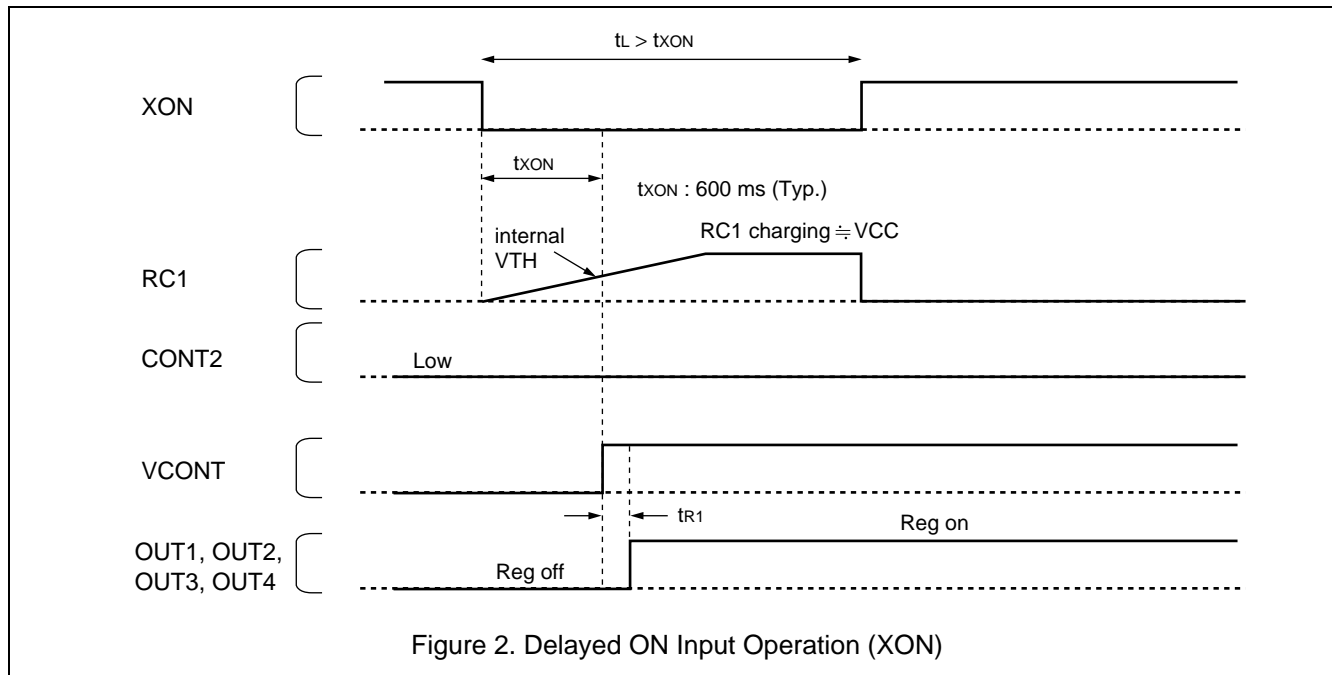 tL > tXON
XON
tXON
tXON : 600 ms (Typ.)
RC1 charging ≒ VCC
internal
VTH
RC1
CONT2
Low
VCONT
tR1
Reg on
OUT1, OUT2,
OUT3, OUT4
Reg off
Figure 2. Delayed ON Input Operation (XON)